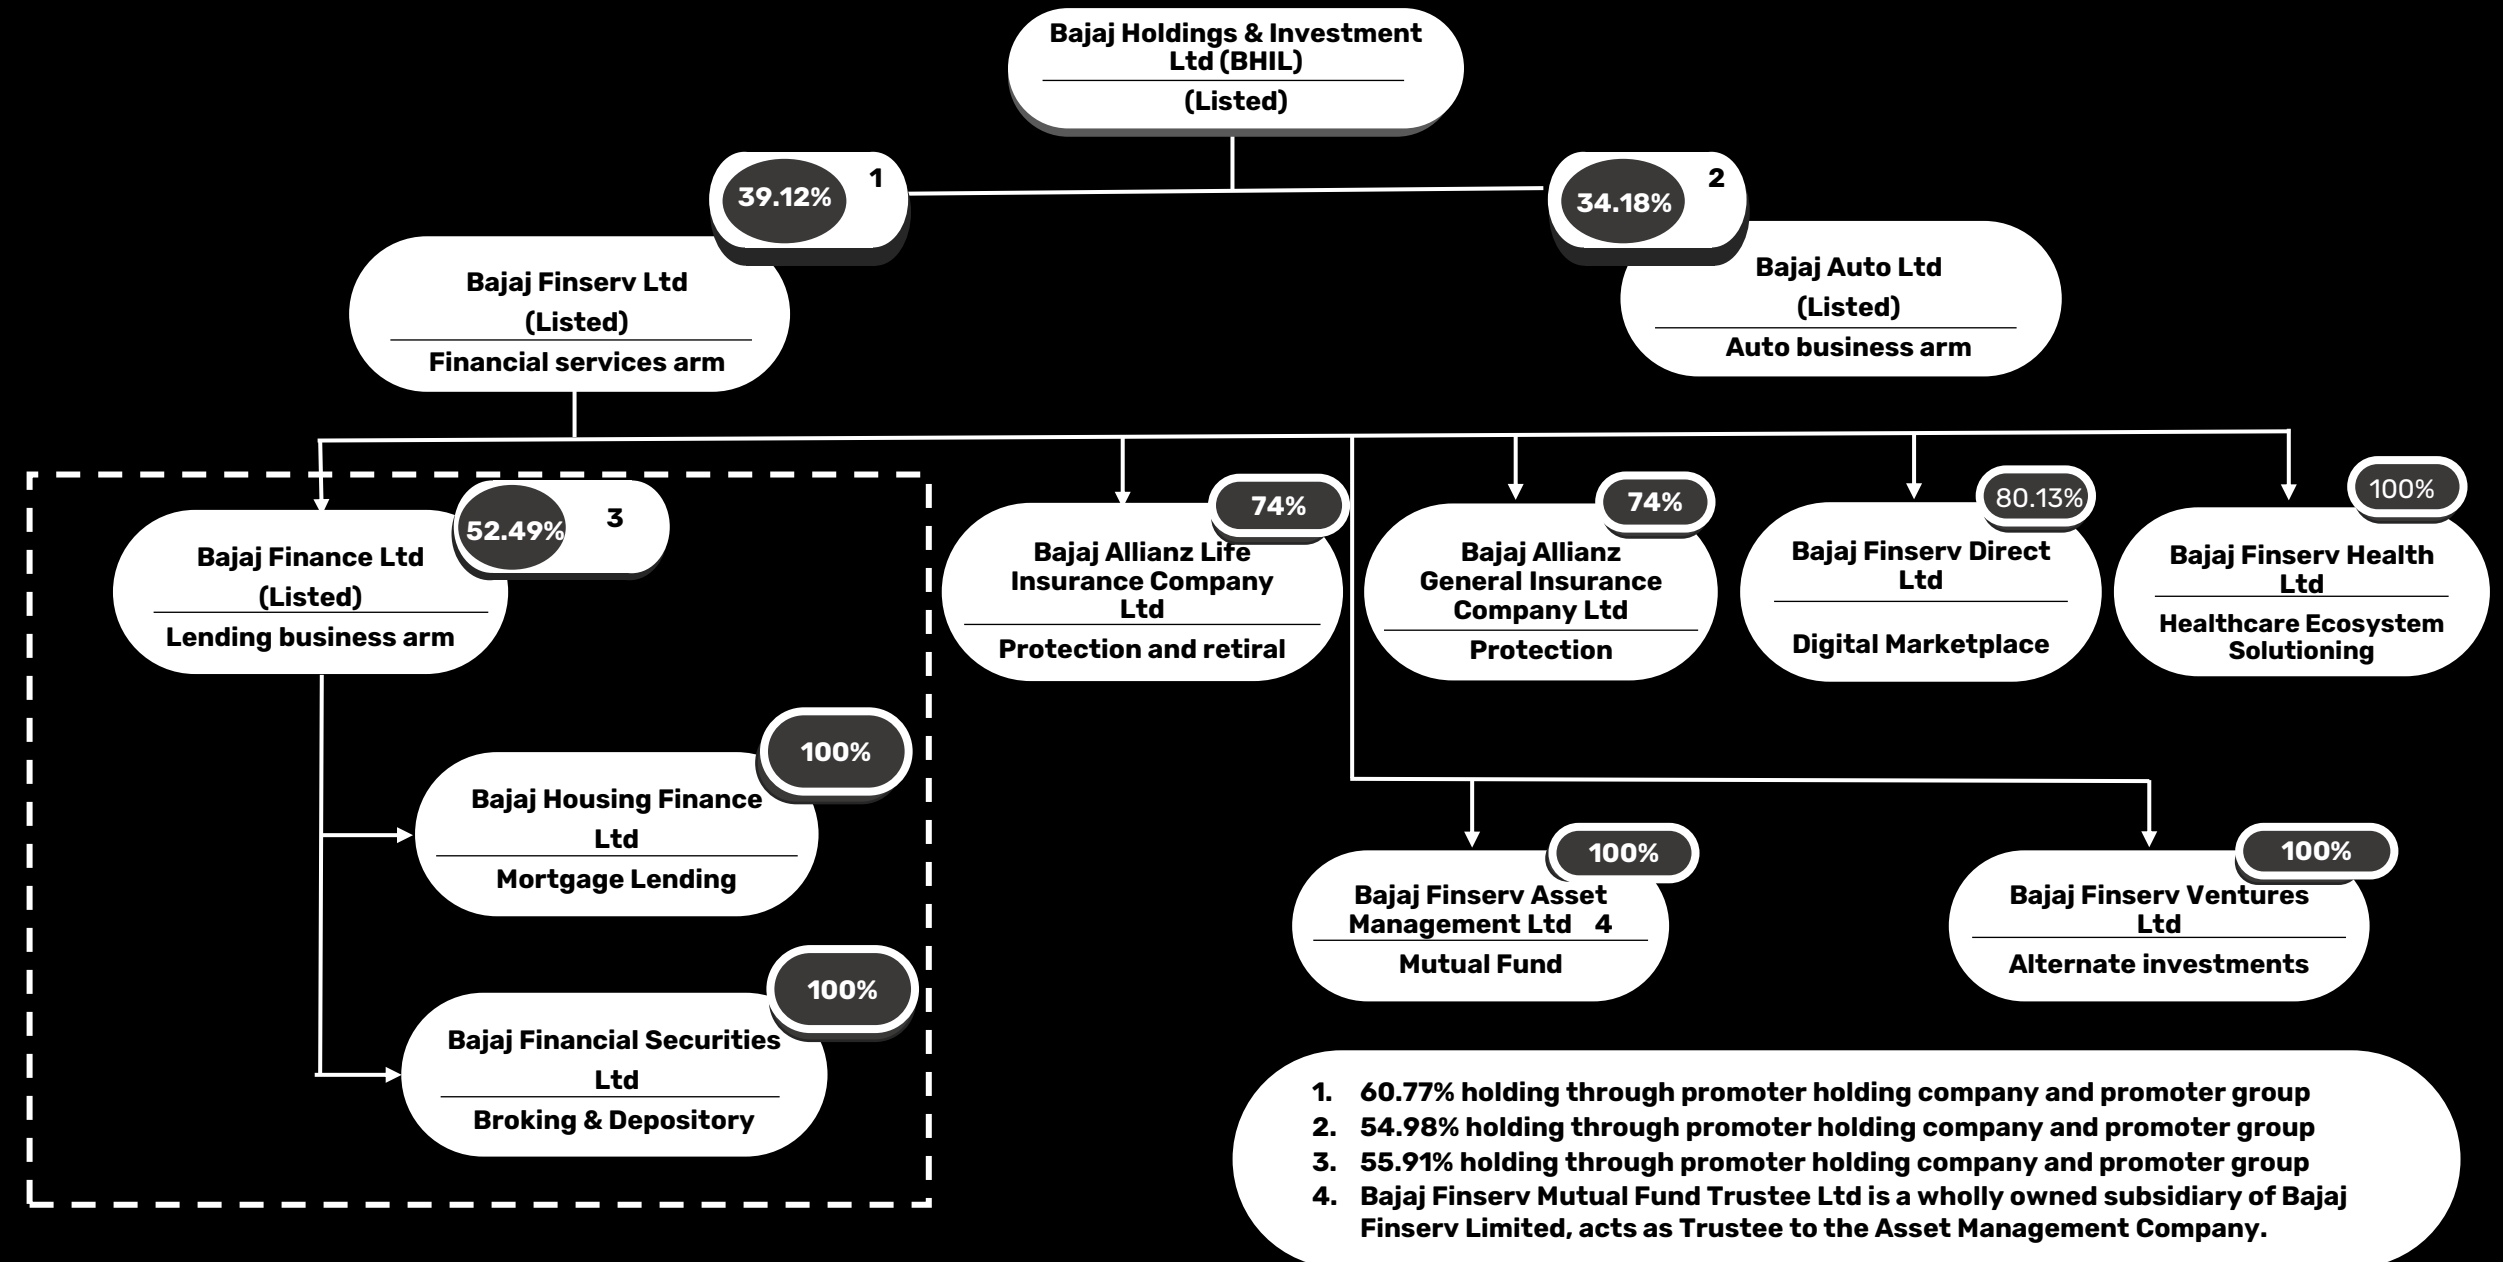 Bajaj Holdings & Investment
Ltd (BHIL)
(Listed)
39.12%
1
34.18%
2
Bajaj Finserv Ltd
(Listed)
Financial services arm
Bajaj Auto Ltd
(Listed)
Auto business arm
52.49%
3
Bajaj Finance Ltd
(Listed)
Lending business arm
74%
Bajaj Allianz Life
Insurance Company
Ltd
Protection and retiral
74%
Bajaj Allianz
General Insurance
Company Ltd
Protection
80.13%
Bajaj Finserv Direct
Ltd
Digital Marketplace
100%
Bajaj Finserv Health
Ltd
Healthcare Ecosystem
Solutioning
100%
Bajaj Housing Finance
Ltd
Mortgage Lending
100%
Bajaj Financial Securities
Ltd
Broking & Depository
100%
Bajaj Finserv Asset
Management Ltd 4
Mutual Fund
100%
Bajaj Finserv Ventures
Ltd
Alternate investments
1. 60.77% holding through promoter holding company and promoter group
2. 54.98% holding through promoter holding company and promoter group
3. 55.91% holding through promoter holding company and promoter group
4. Bajaj Finserv Mutual Fund Trustee Ltd is a wholly owned subsidiary of Bajaj
Finserv Limited, acts as Trustee to the Asset Management Company.